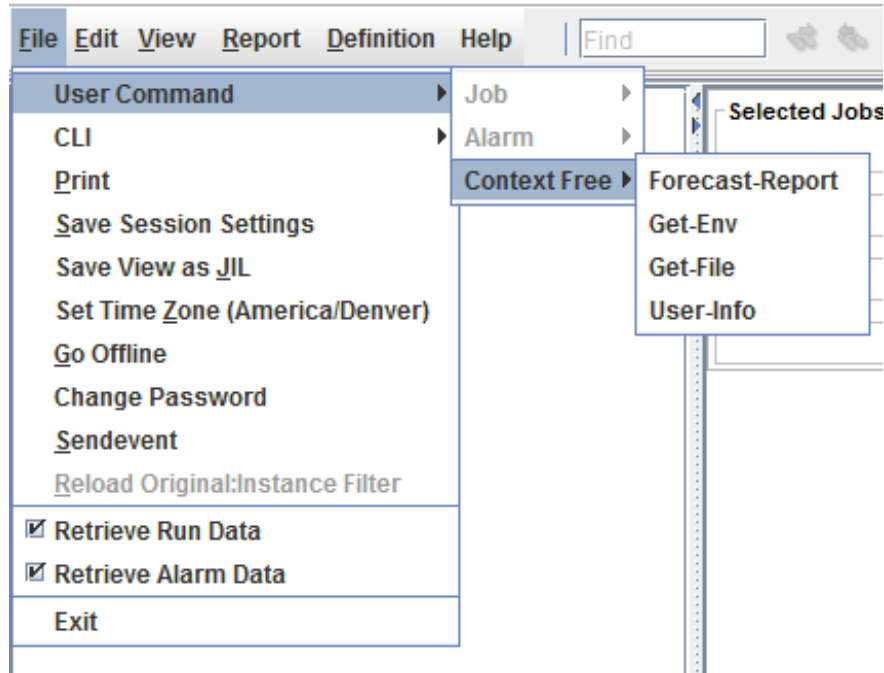 File Edit View Report Definition Help Find
User Command
CLI
Print
Save Session Settings
Save View as JIL
Set Time Zone (America/Denver)
Go Offline
Change Password
Sendevent
Reload Original:Instance Filter
Retrieve Run Data
Retrieve Alarm Data
Exit
Job
Alarm
Context Free
Forecast-Report
Get-Env
Get-File
User-Info
Selected Jobs